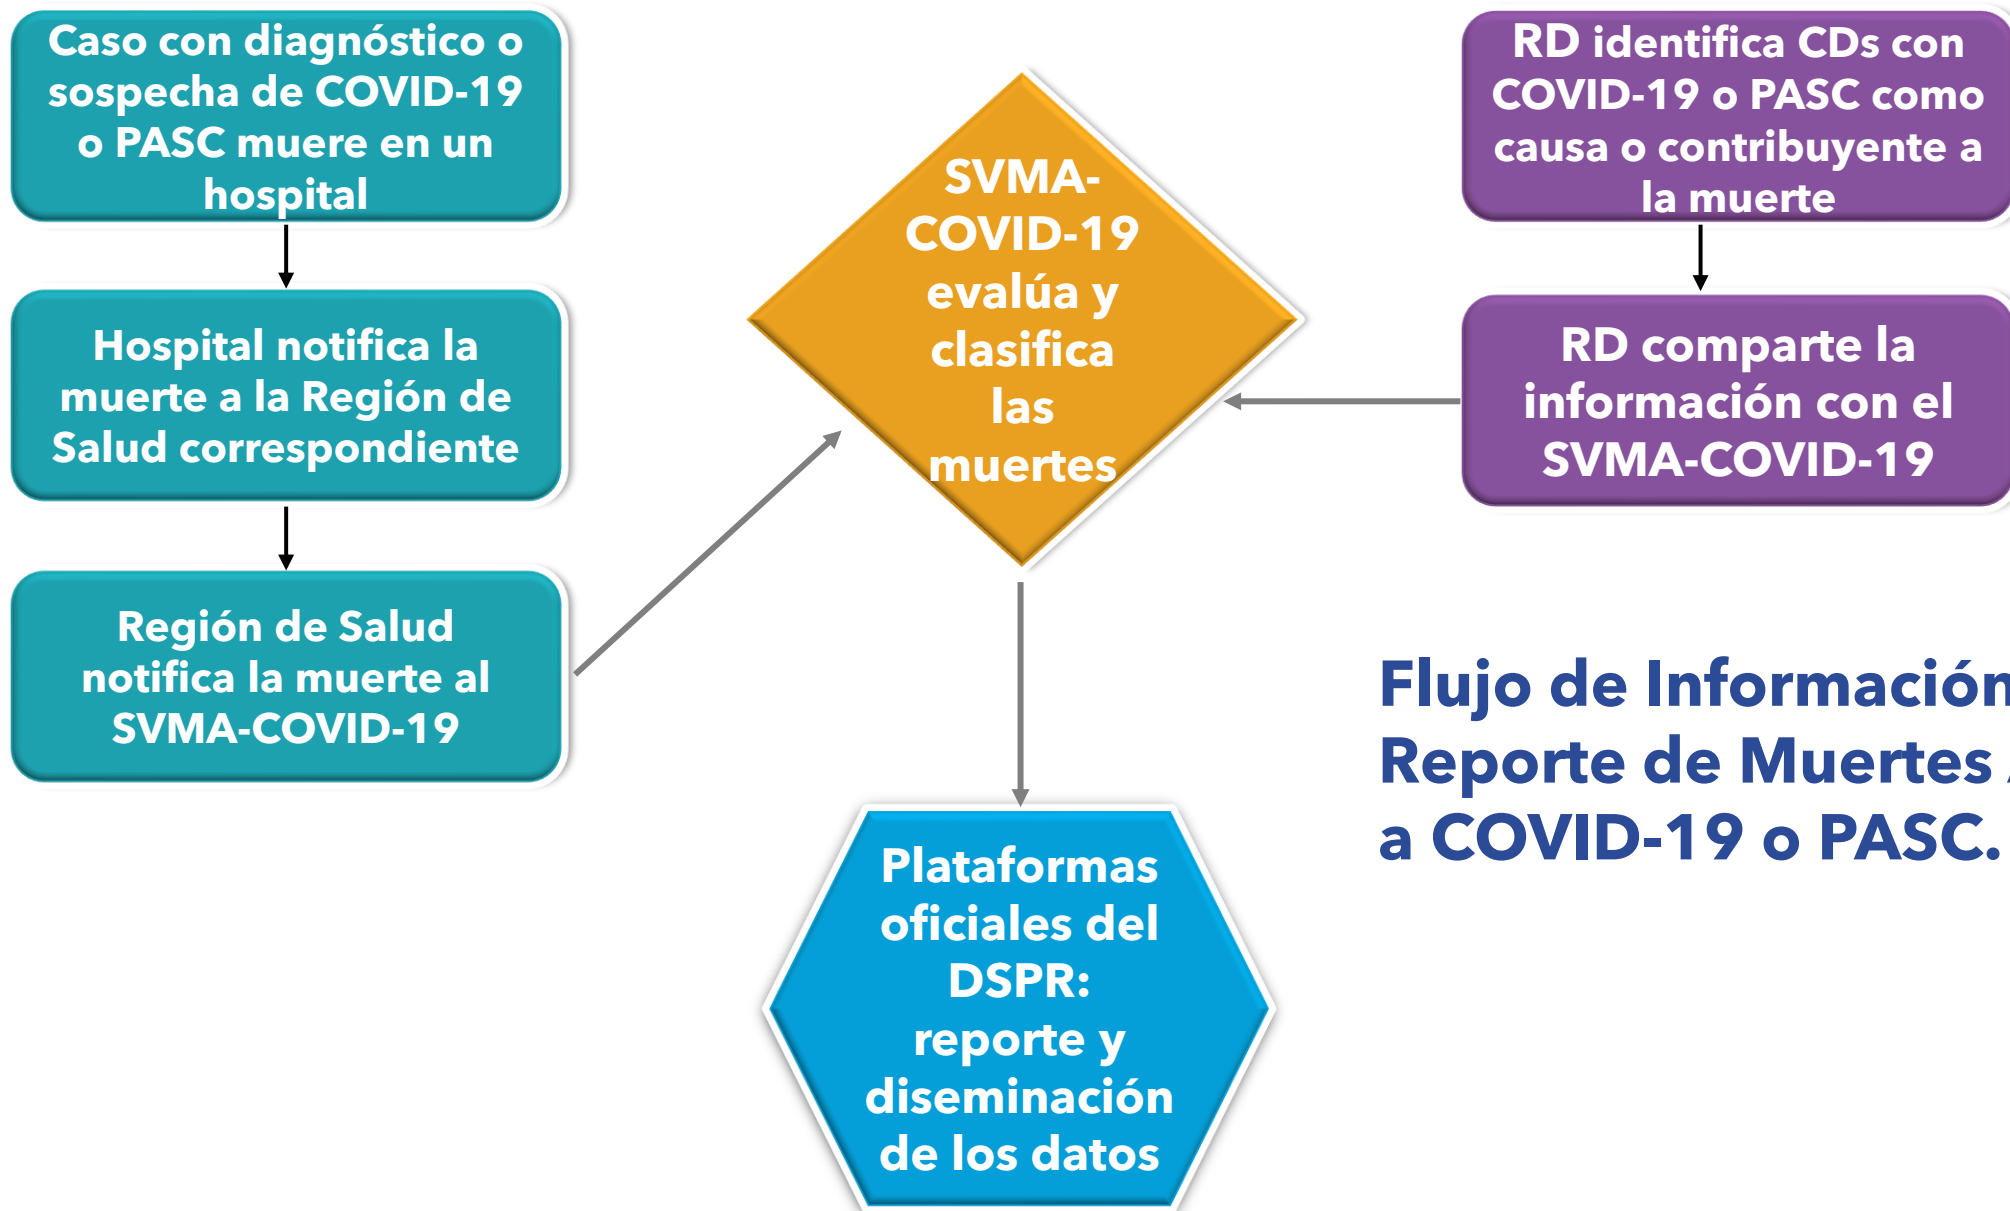 Caso con diagnóstico o
sospecha de COVID-19
o PASC muere en un
hospital
Hospital notifica la
muerte a la Región de
Salud correspondiente
Región de Salud
notifica la muerte al
SVMA-COVID-19
SVMA-
COVID-19
evalúa y
clasifica
las
muertes
RD identifica CDs con
COVID-19 o PASC como
causa o contribuyente a
la muerte
RD comparte la
información con el
SVMA-COVID-19
Flujo de Información
Reporte de Muertes
a COVID-19 o PASC.
Plataformas
oficiales del
DSPR:
reporte y
diseminación
de los datos